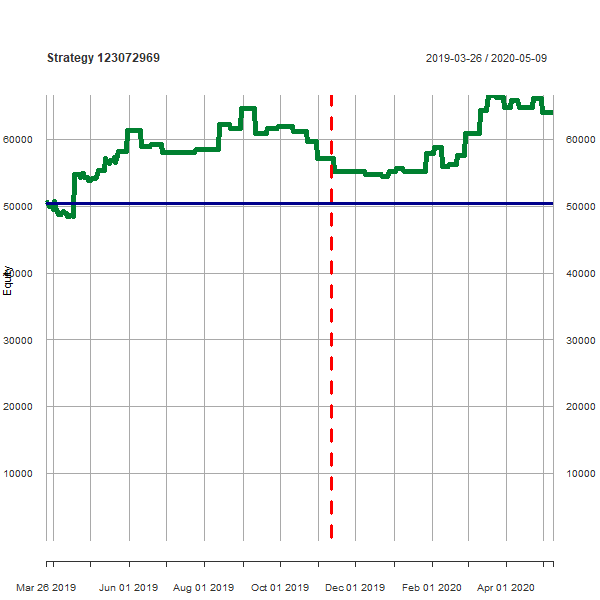 Strategy 123072969
2019-03-26 / 2020-05-09
60000
60000
50000
50000
Equity
40000
40000
30000
30000
20000
20000
10000
10000
Mar 26 2019
Jun 01 2019
Aug 01 2019
Oct 01 2019
Dec 01 2019
Feb 01 2020
Apr 01 2020